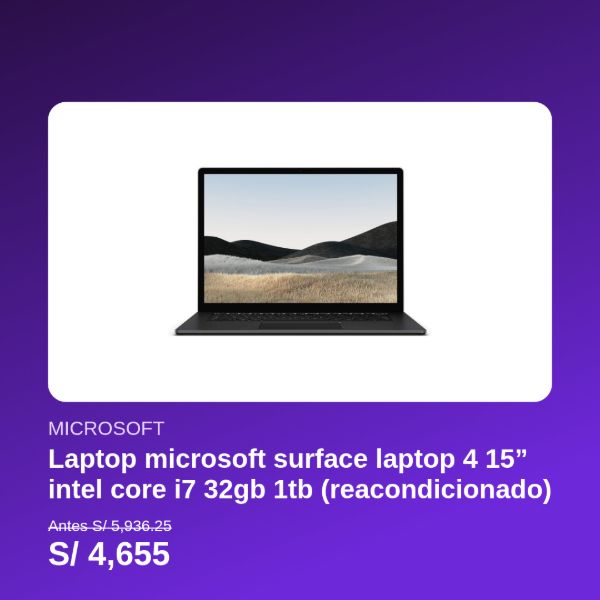 MICROSOFT
Laptop microsoft surface laptop 4 15”
intel core i7 32gb 1tb (reacondicionado)
Antes S/ 5,936.25
S/ 4,655